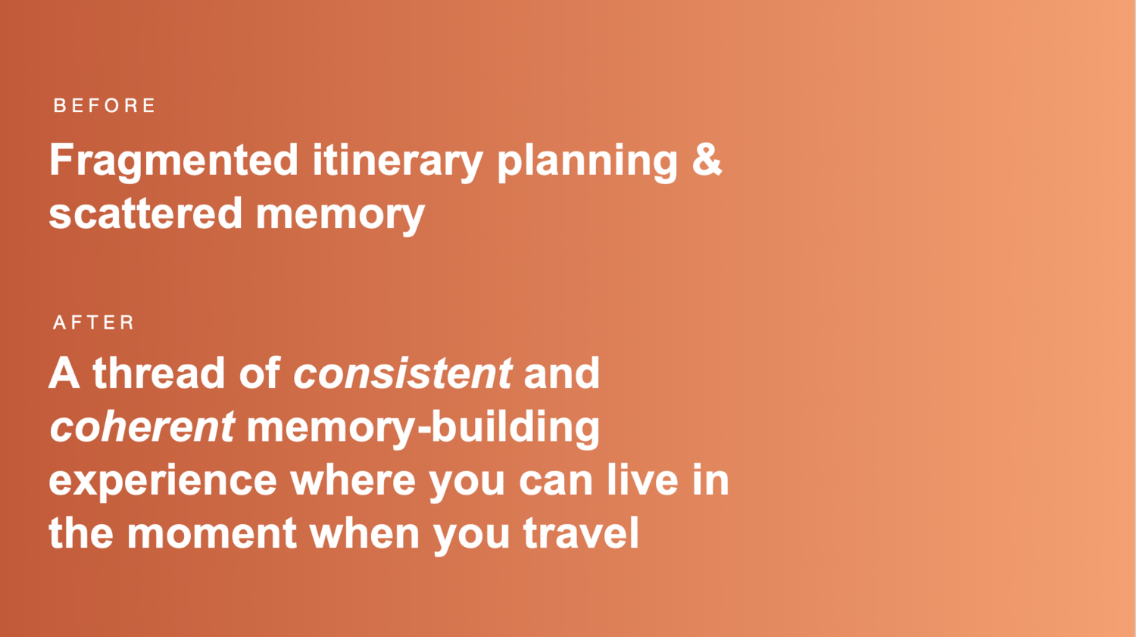 BEFORE
Fragmented itinerary planning &
scattered memory
AFTER
A thread of consistent and
coherent memory-building
experience where you can live in
the moment when you travel